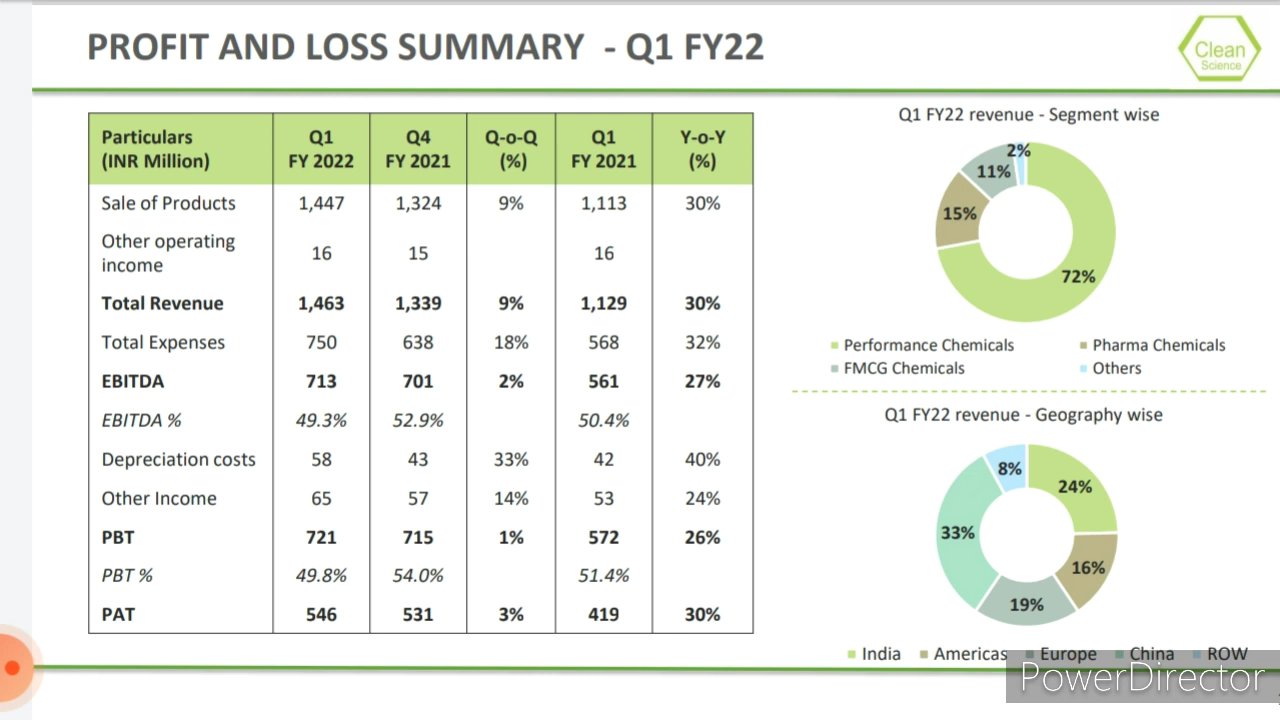 PROFIT AND LOSS SUMMARY - Q1 FY22
Clean
Science
Particulars (INR Million) Q1 FY 2022 Q4 FY 2021 Q-o-Q (%) Q1 FY 2021 Y-o-Y (%)
Sale of Products 1,447 1,324 9% 1,113 30%
Other operating income 16 15 16
Total Revenue 1,463 1,339 9% 1,129 30%
Total Expenses 750 638 18% 568 32%
EBITDA 713 701 2% 561 27%
EBITDA % 49.3% 52.9% 50.4%
Depreciation costs 58 43 33% 42 40%
Other Income 65 57 14% 53 24%
PBT 721 715 1% 572 26%
PBT % 49.8% 54.0% 51.4%
PAT 546 531 3% 419 30%
Q1 FY22 revenue - Segment wise
2%
11%
15%
72%
Performance Chemicals Pharma Chemicals
FMCG Chemicals Others
Q1 FY22 revenue - Geography wise
8%
24%
33%
16%
19%
India Americas Europe China ROW
PowerDirector